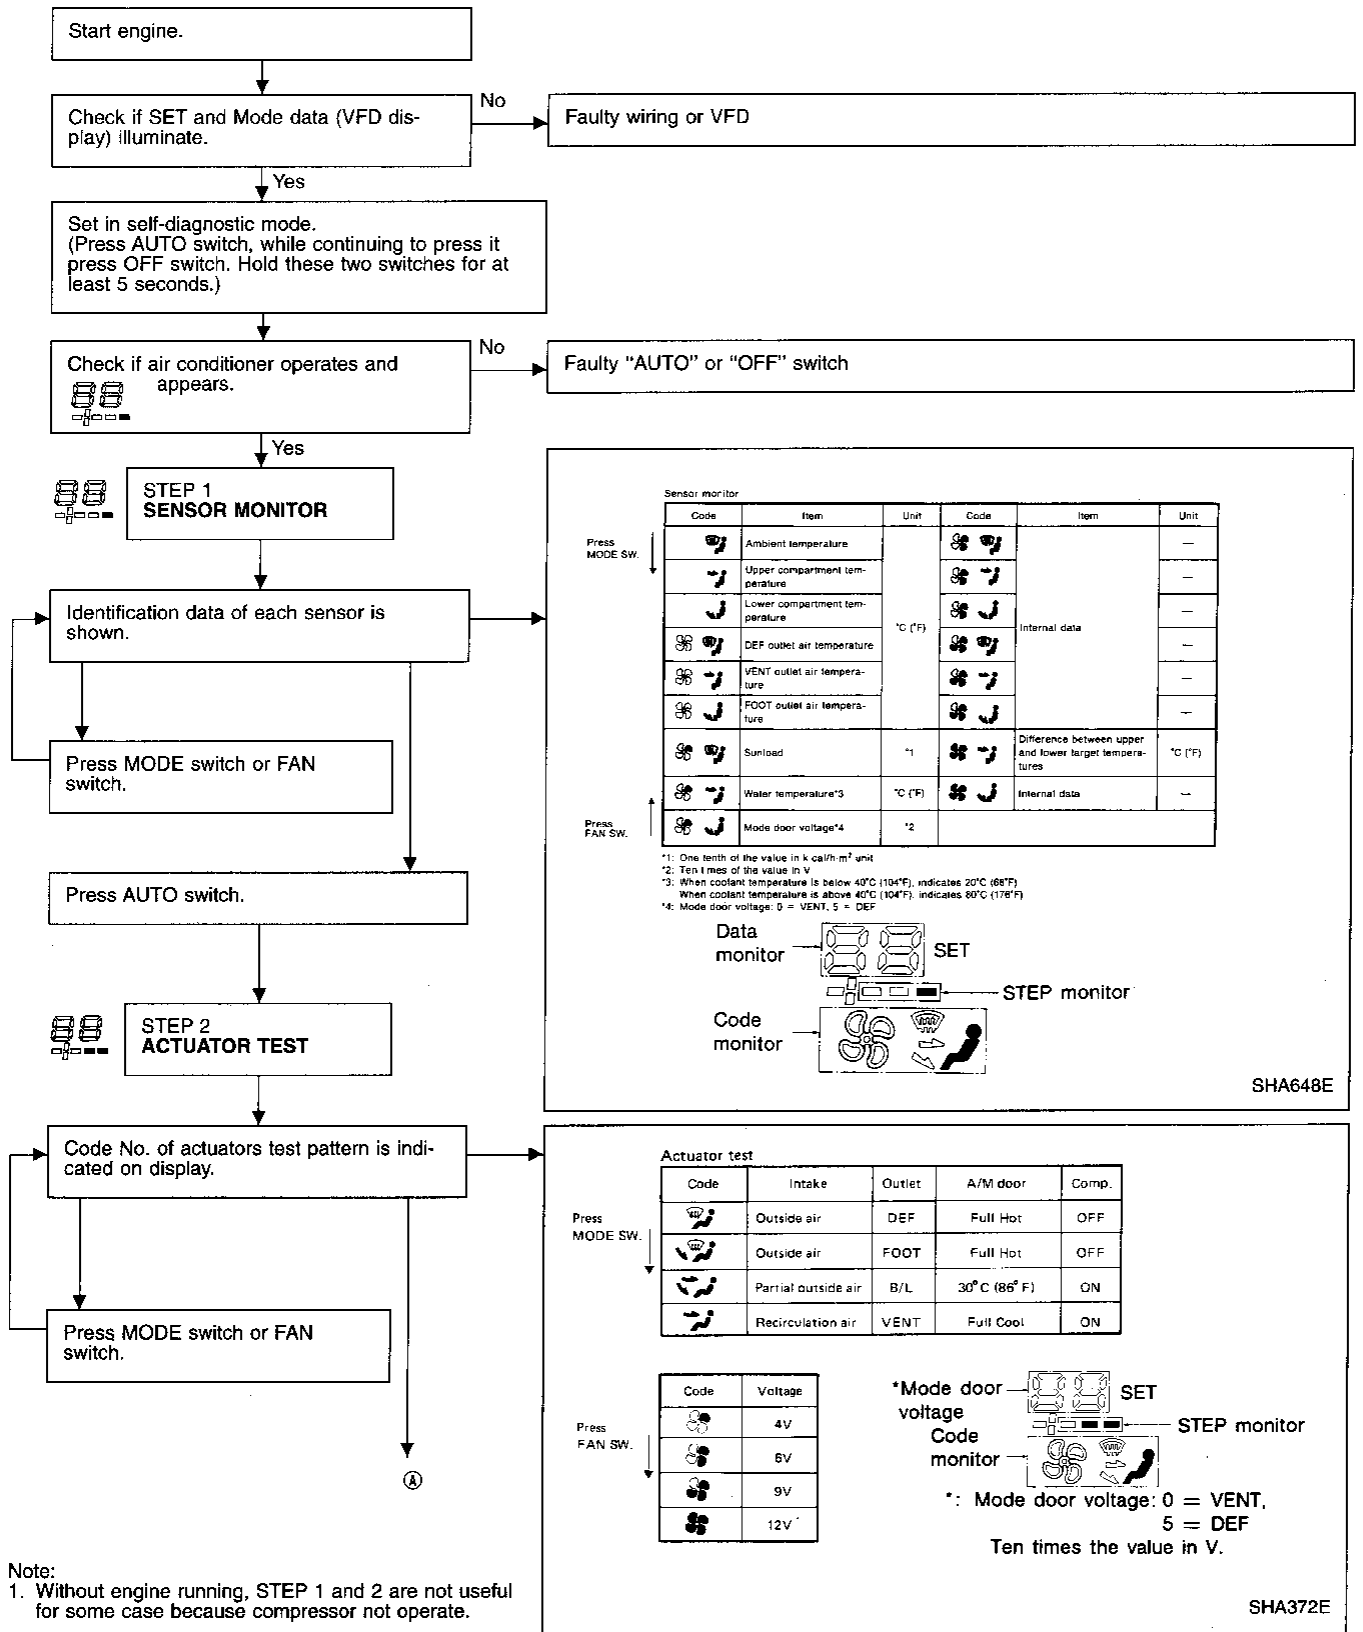 Start engine.
Check if SET and Mode data (VFD dis-
play) illuminate.
No
Faulty wiring or VFD
Yes
Set in self-diagnostic mode.
(Press AUTO switch, while continuing to press it
press OFF switch. Hold these two switches for at
least 5 seconds.)
Check if air conditioner operates and
appears.
No
Faulty "AUTO" or "OFF" switch
Yes
STEP 1
SENSOR MONITOR
Identification data of each sensor is
shown.
Press MODE switch or FAN
switch.
Press AUTO switch.
Sensor monitor
Code Item Unit Code Item Unit
Press
MODE SW.
Ambient temperature —
Upper compartment tem-
perature —
Lower compartment tem-
perature —
°C (°F) Internal data
DEF outlet air temperature —
VENT outlet air tempera-
ture —
FOOT outlet air tempera-
ture —
Sunload *1 Difference between upper
and lower target tempera-
tures °C (°F)
Water temperature*3 °C (°F) Internal data —
Press
FAN SW.
Mode door voltage*4 *2
*1: One tenth of the value in k cal/h·m² unit
*2: Ten times of the value in V
*3: When coolant temperature is below 40°C (104°F), indicates 20°C (68°F)
When coolant temperature is above 40°C (104°F), indicates 80°C (176°F)
*4: Mode door voltage: 0 = VENT, 5 = DEF
Data
monitor
SET
STEP monitor
Code
monitor
SHA648E
STEP 2
ACTUATOR TEST
Code No. of actuators test pattern is indi-
cated on display.
Press MODE switch or FAN
switch.
A
Actuator test
Code Intake Outlet A/M door Comp.
Press
MODE SW.
Outside air DEF Full Hot OFF
Outside air FOOT Full Hot OFF
Partial outside air B/L 30°C (86°F) ON
Recirculation air VENT Full Cool ON
Code Voltage
Press
FAN SW.
4V
6V
9V
12V
*Mode door
voltage
SET
STEP monitor
Code
monitor
*: Mode door voltage: 0 = VENT,
5 = DEF
Ten times the value in V.
SHA372E
Note:
1. Without engine running, STEP 1 and 2 are not useful
for some case because compressor not operate.